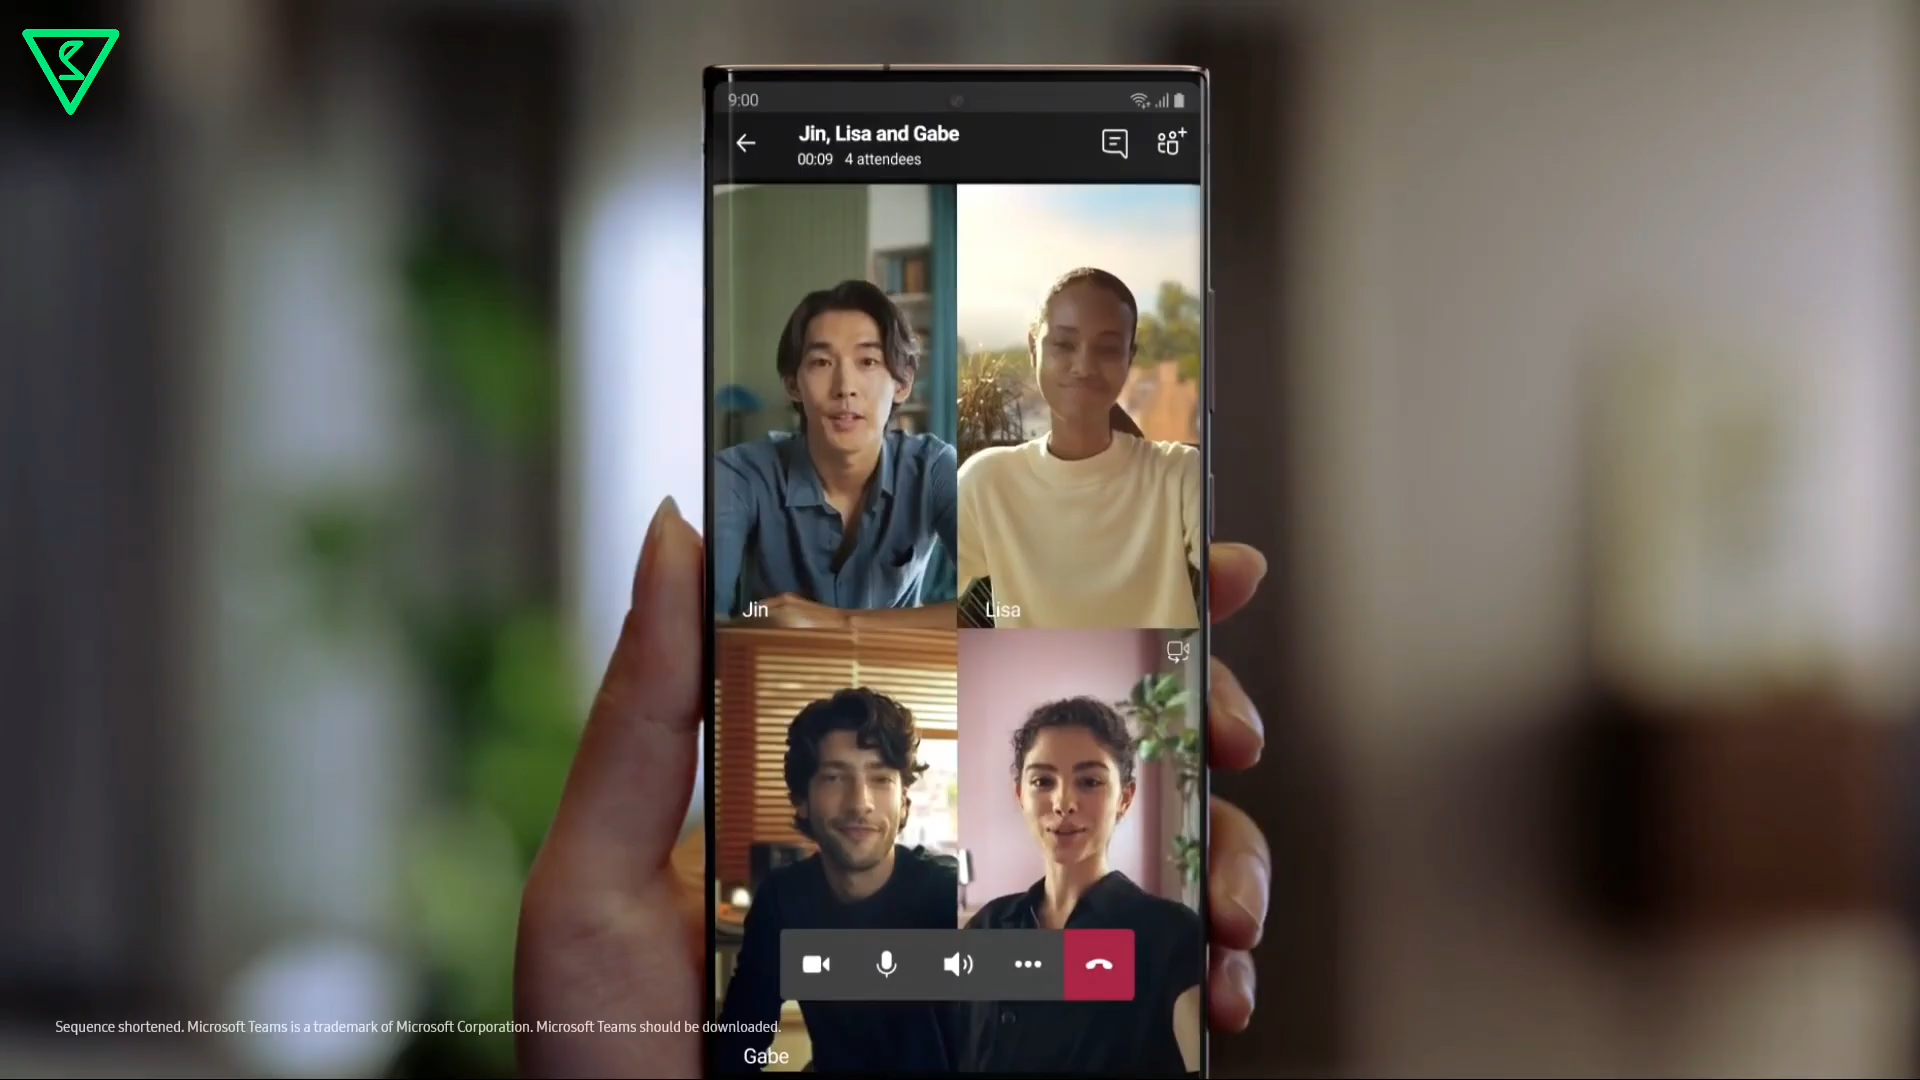 9:00
Jin, Lisa and Gabe
00:09 4 attendees
Jin
Lisa
Sequence shortened. Microsoft Teams is a trademark of Microsoft Corporation. Microsoft Teams should be downloaded.
Gabe